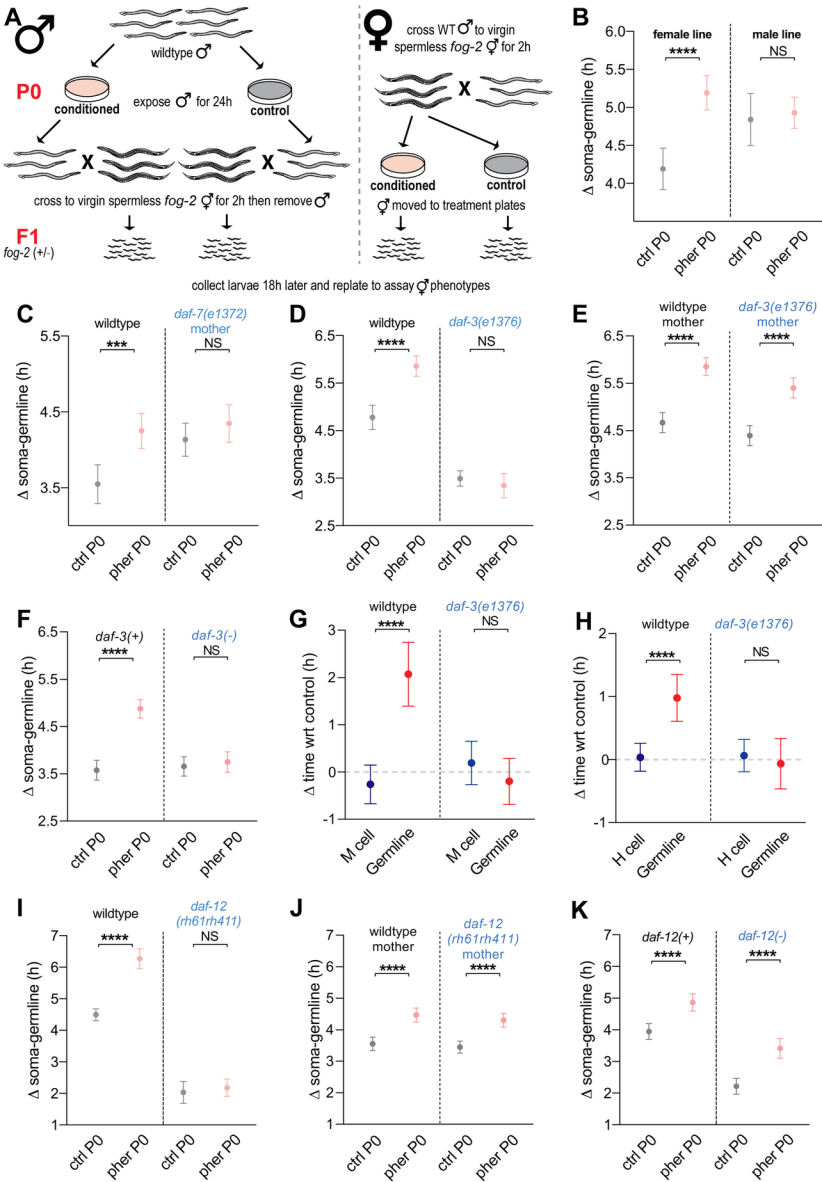 A
♂
wildtype ♂
P0
conditioned
expose ♂ for 24h
control
X
X
cross to virgin spermless fog-2 ⚥ for 2h then remove ♂
F1
fog-2 (+/-)
♀
cross WT ♂ to virgin
spermless fog-2 ⚥ for 2h
X
conditioned
control
⚥ moved to treatment plates
collect larvae 18h later and replate to assay ⚥ phenotypes
B
female line
male line
****
NS
Δ soma-germline (h)
6.0
5.5
5.0
4.5
4.0
ctrl P0
pher P0
ctrl P0
pher P0
C
wildtype
daf-7(e1372)
mother
***
NS
Δ soma-germline (h)
5.5
4.5
3.5
ctrl P0
pher P0
ctrl P0
pher P0
D
wildtype
daf-3(e1376)
****
NS
Δ soma-germline (h)
6.5
5.5
4.5
3.5
2.5
ctrl P0
pher P0
ctrl P0
pher P0
E
wildtype
mother
daf-3(e1376)
mother
****
****
Δ soma-germline (h)
6.5
5.5
4.5
3.5
2.5
ctrl P0
pher P0
ctrl P0
pher P0
F
daf-3(+)
daf-3(-)
****
NS
Δ soma-germline (h)
6.5
5.5
4.5
3.5
2.5
ctrl P0
pher P0
ctrl P0
pher P0
G
wildtype
daf-3(e1376)
****
NS
Δ time wrt control (h)
3
2
1
0
-1
M cell
Germline
M cell
Germline
H
wildtype
daf-3(e1376)
****
NS
Δ time wrt control (h)
2
1
0
-1
H cell
Germline
H cell
Germline
I
wildtype
daf-12
(rh61rh411)
****
NS
Δ soma-germline (h)
7
6
5
4
3
2
1
ctrl P0
pher P0
ctrl P0
pher P0
J
wildtype
mother
daf-12
(rh61rh411)
mother
****
****
Δ soma-germline (h)
7
6
5
4
3
2
1
ctrl P0
pher P0
ctrl P0
pher P0
K
daf-12(+)
daf-12(-)
****
****
Δ soma-germline (h)
7
6
5
4
3
2
1
ctrl P0
pher P0
ctrl P0
pher P0